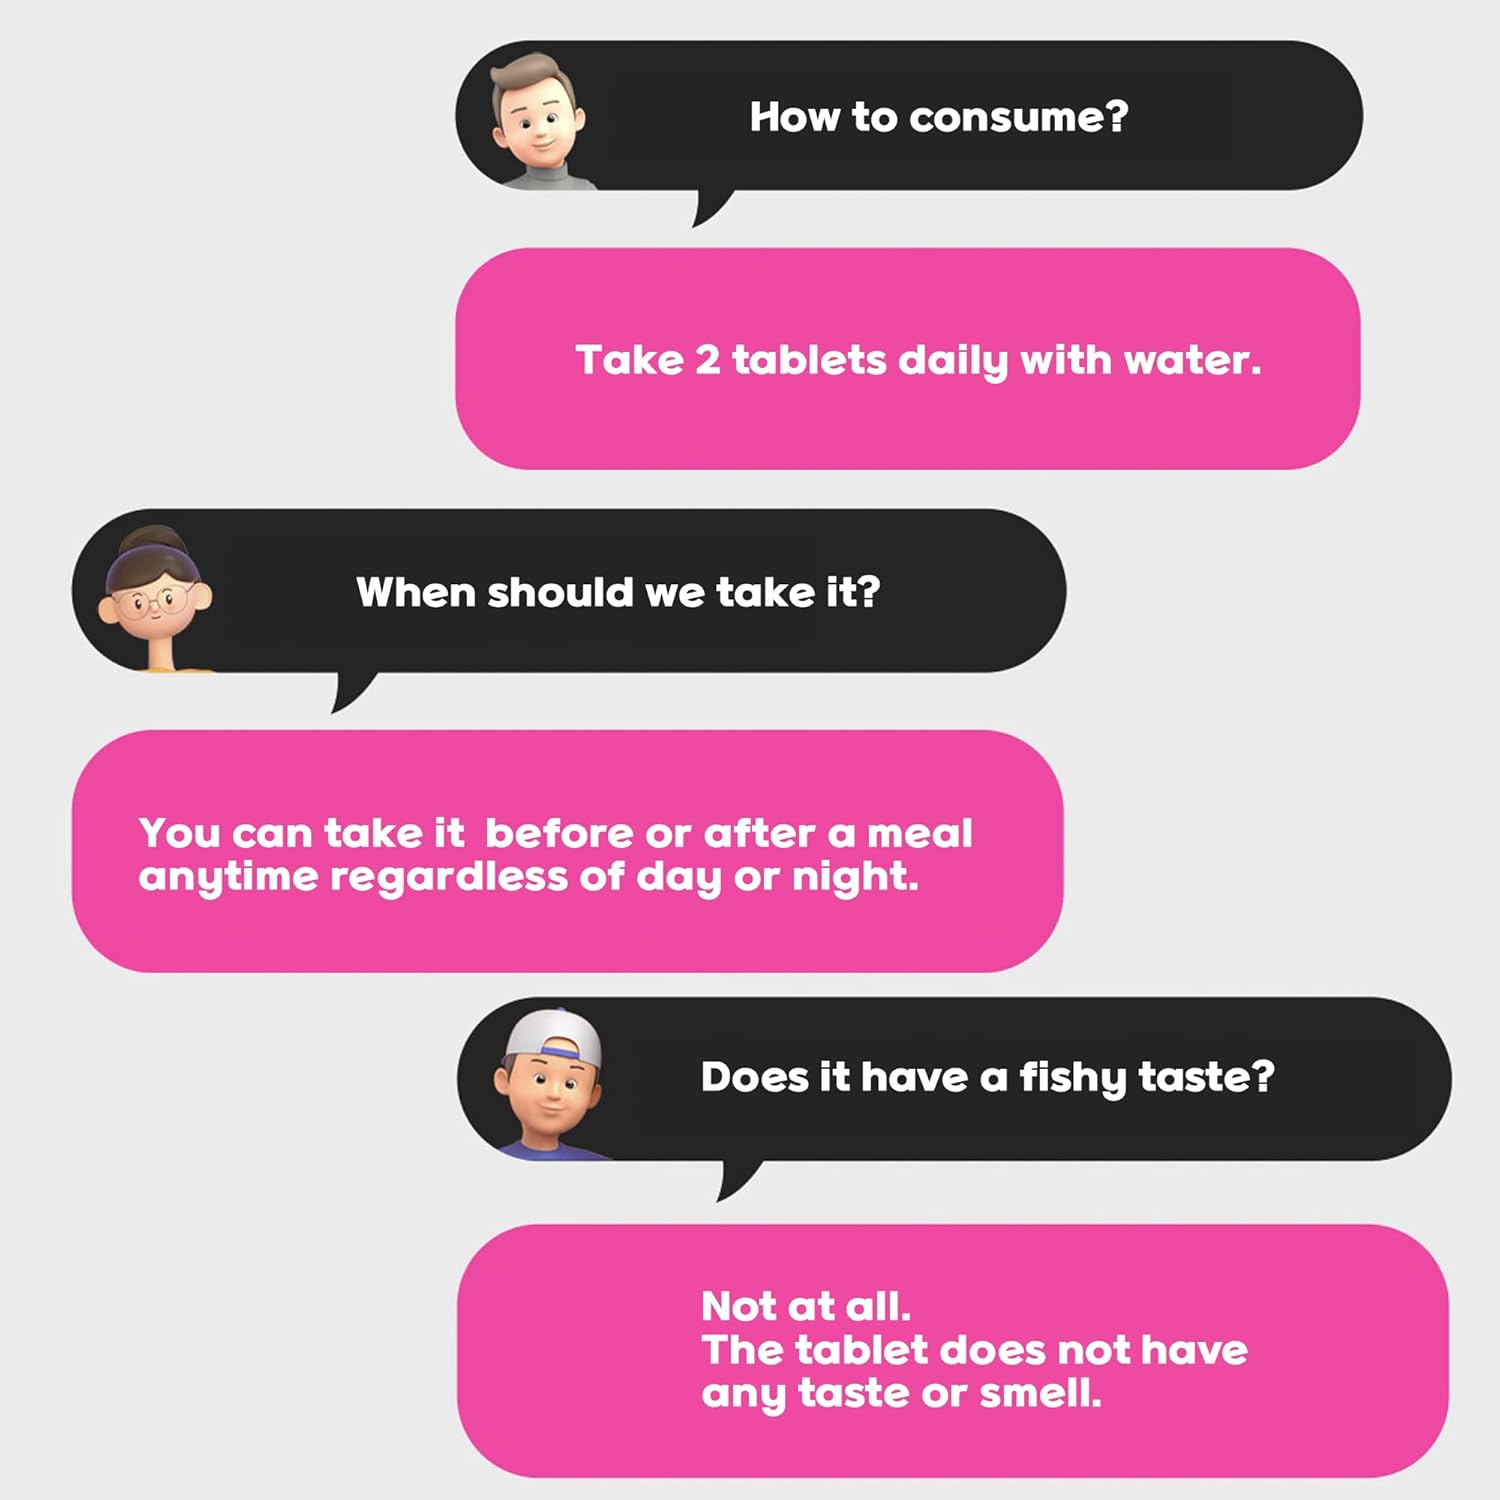 How to consume?
Take 2 tablets daily with water.
When should we take it?
You can take it before or after a meal
anytime regardless of day or night.
Does it have a fishy taste?
Not at all.
The tablet does not have
any taste or smell.